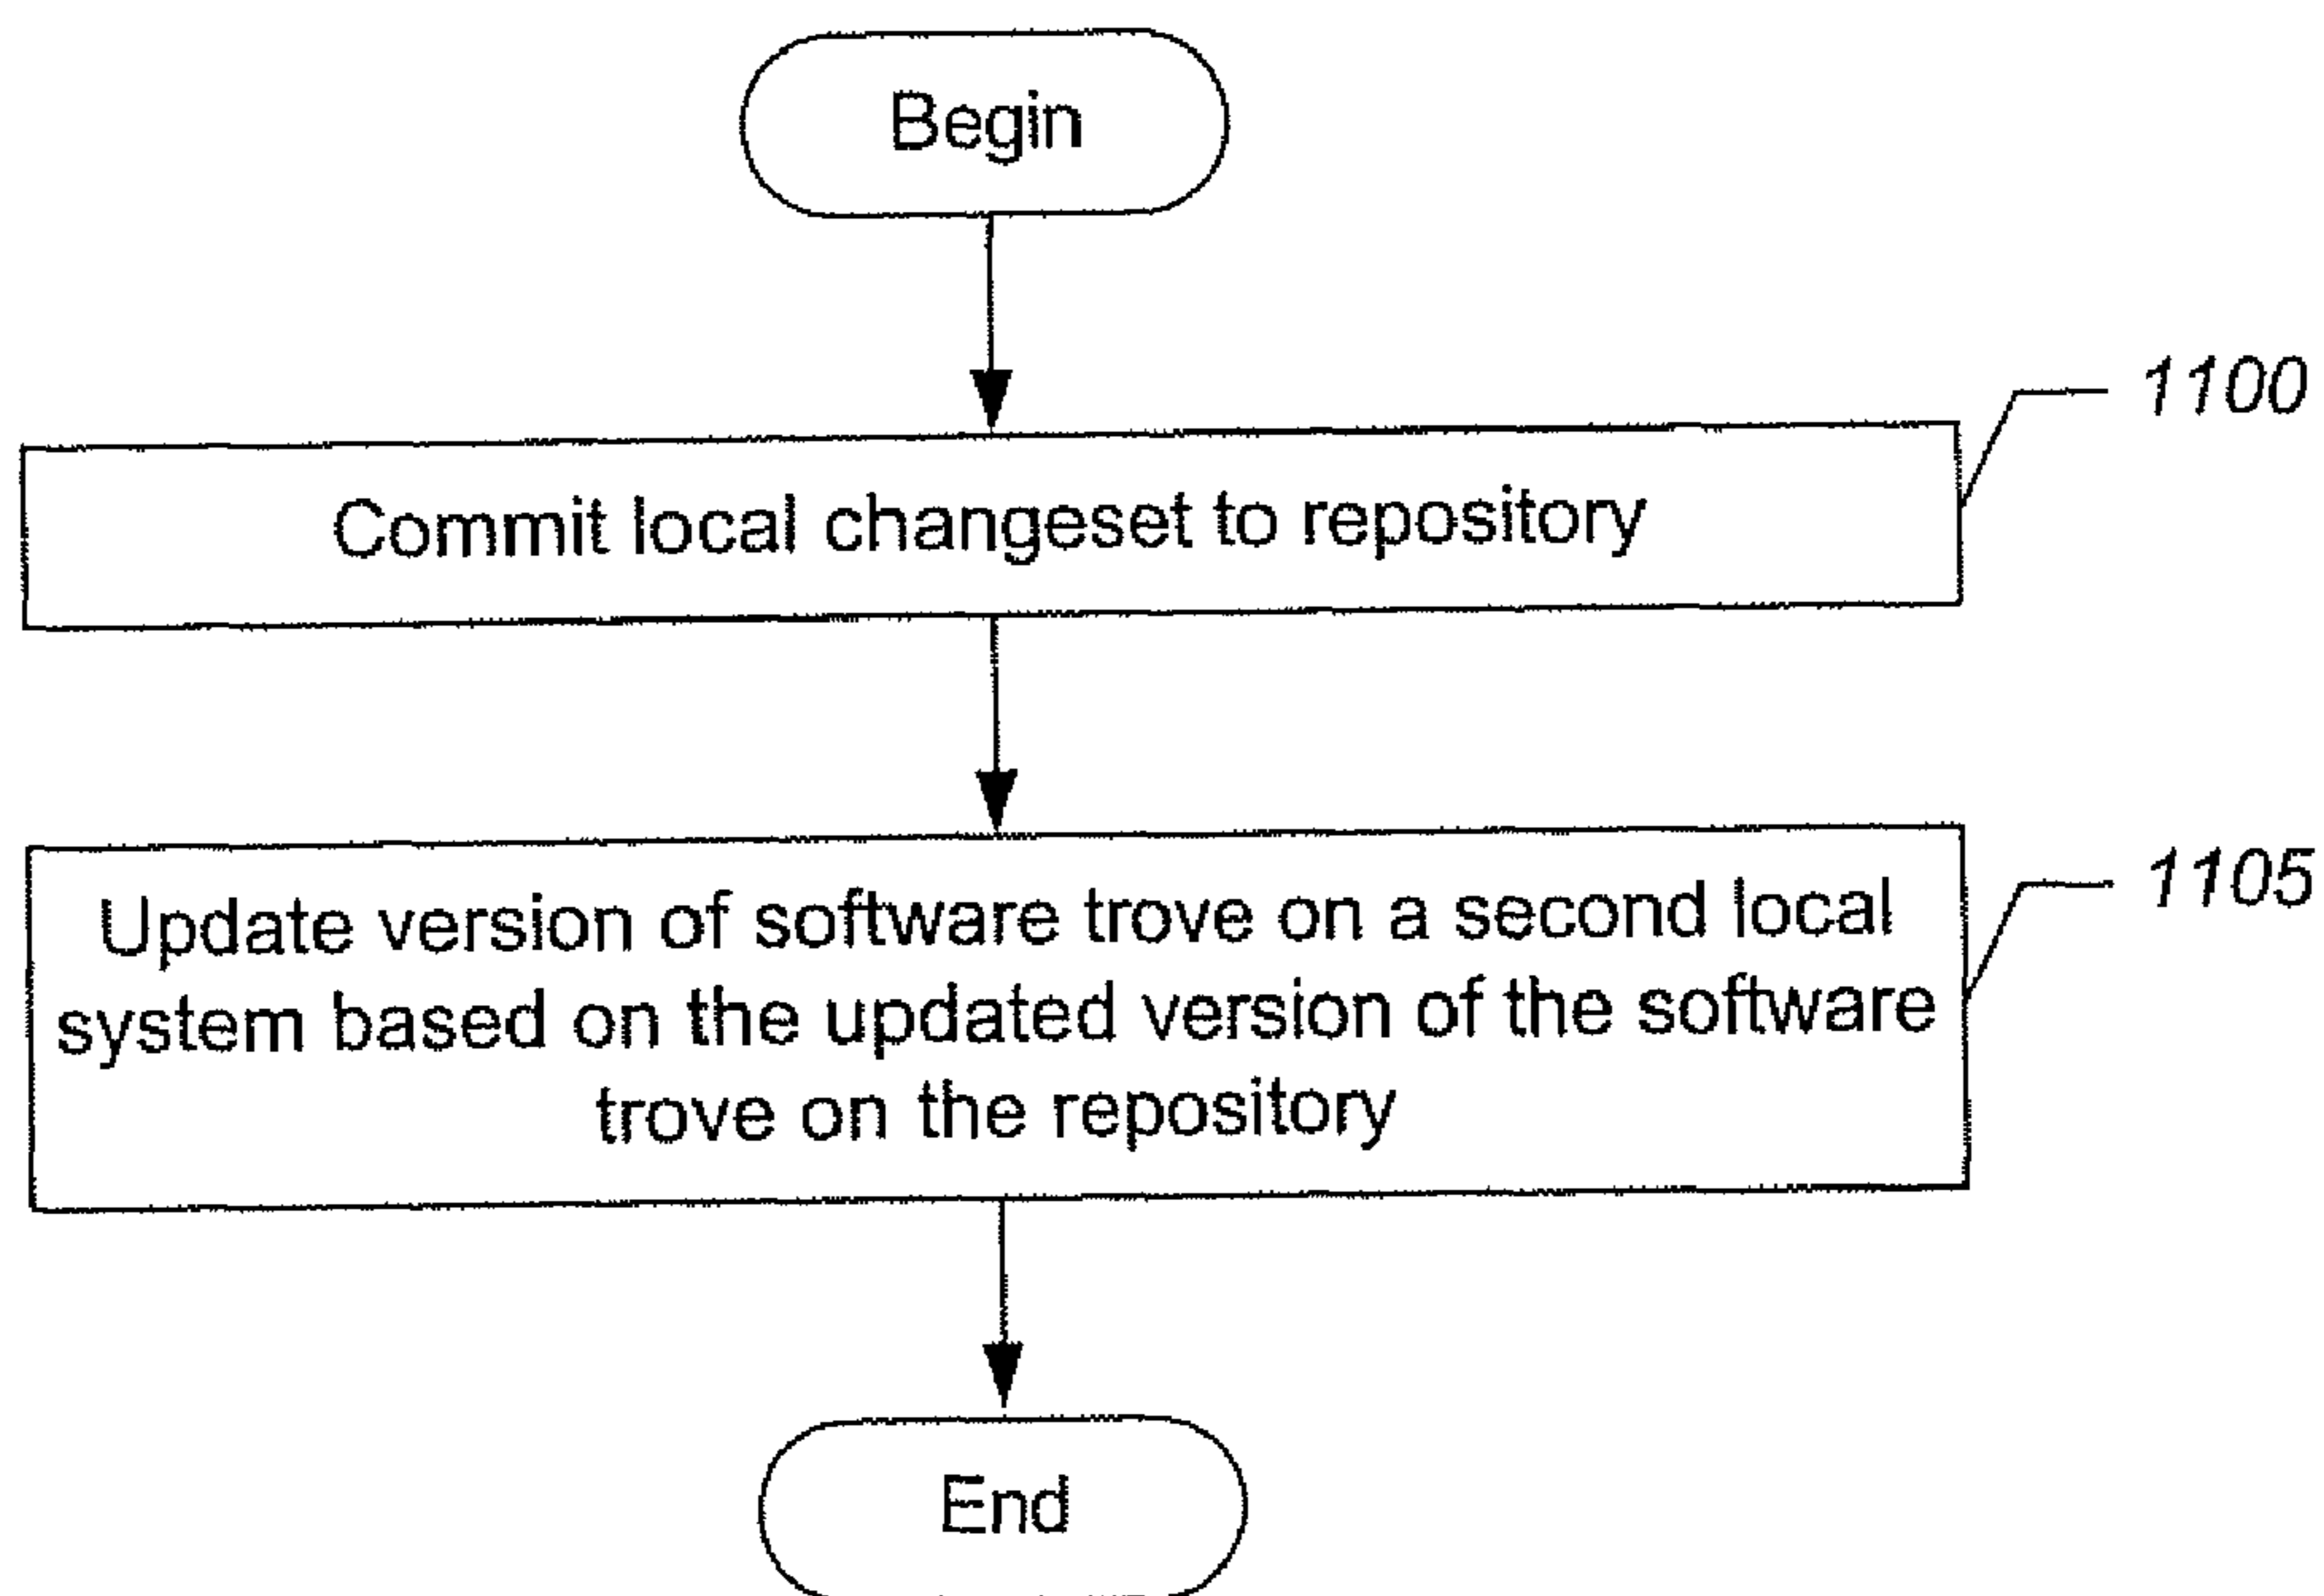 Begin
1100
Commit local changeset to repository
1105
Update version of software trove on a second local
system based on the updated version of the software
trove on the repository
End